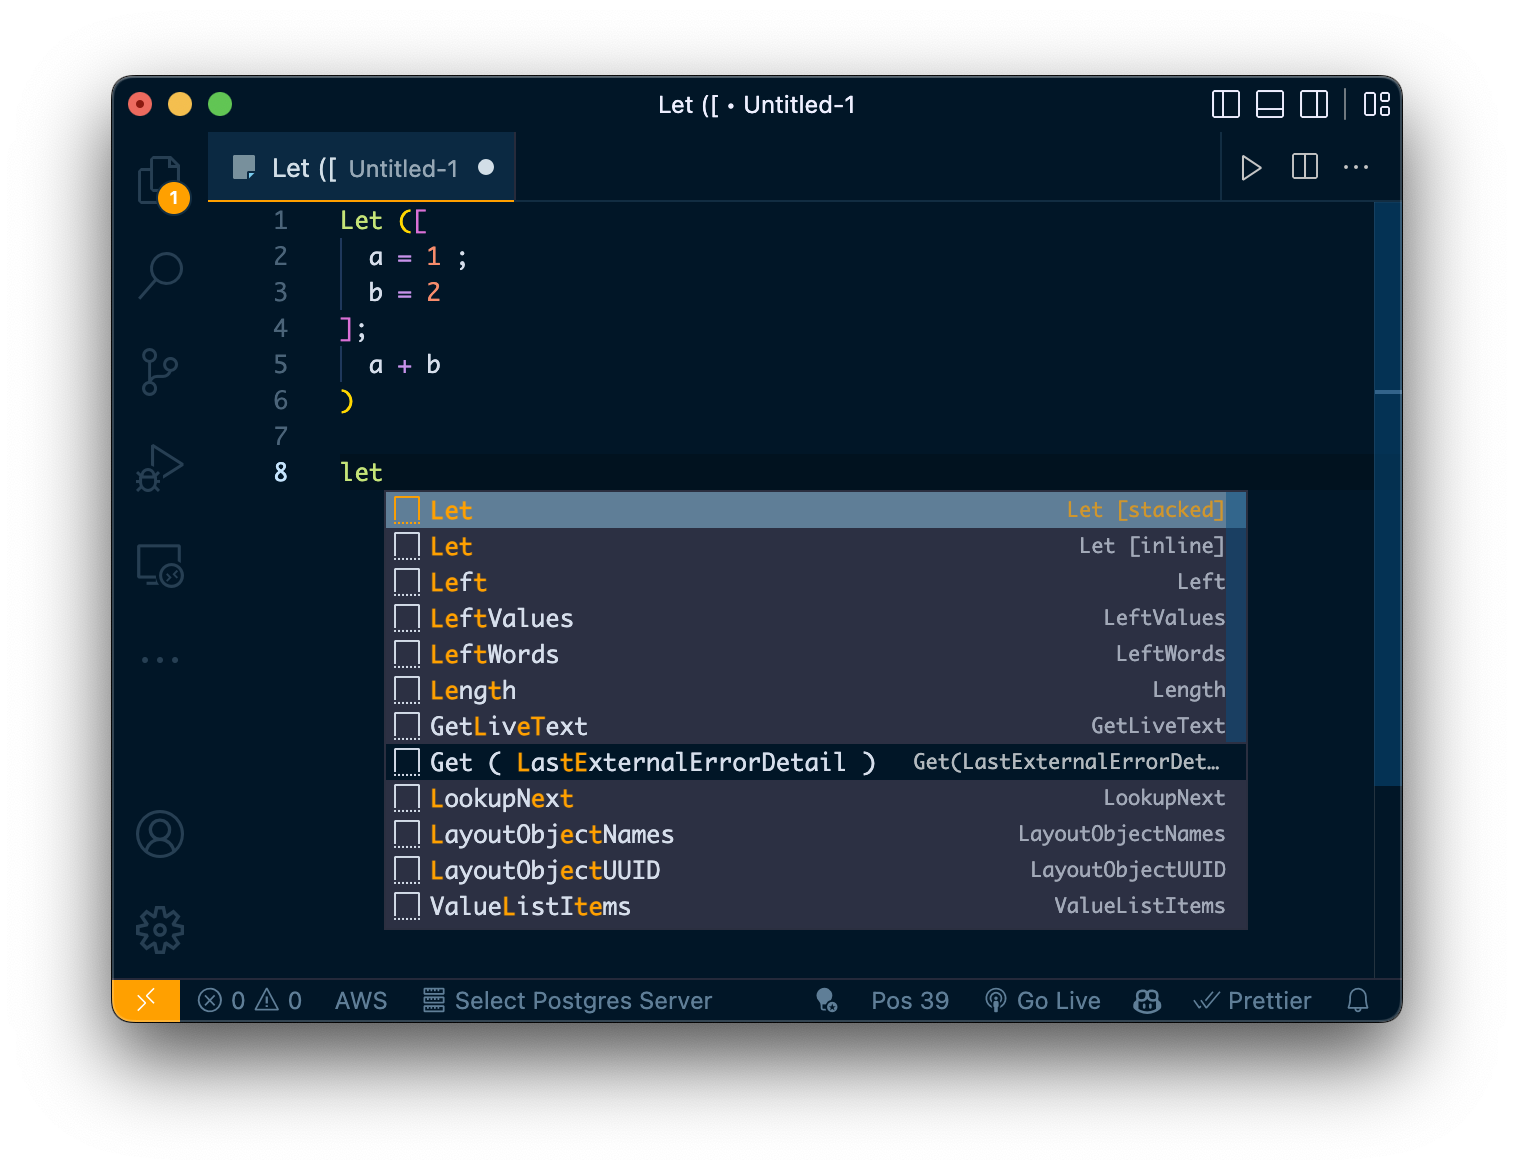 Let ([ • Untitled-1
Let ([ Untitled-1
1
1 Let ([
2 a = 1 ;
3 b = 2
4 ];
5 a + b
6 )
7
8 let
Let Let [stacked]
Let Let [inline]
Left Left
LeftValues LeftValues
LeftWords LeftWords
Length Length
GetLiveText GetLiveText
Get ( LastExternalErrorDetail ) Get(LastExternalErrorDet…
LookupNext LookupNext
LayoutObjectNames LayoutObjectNames
LayoutObjectUUID LayoutObjectUUID
ValueListItems ValueListItems
0 0 AWS Select Postgres Server Pos 39 Go Live Prettier